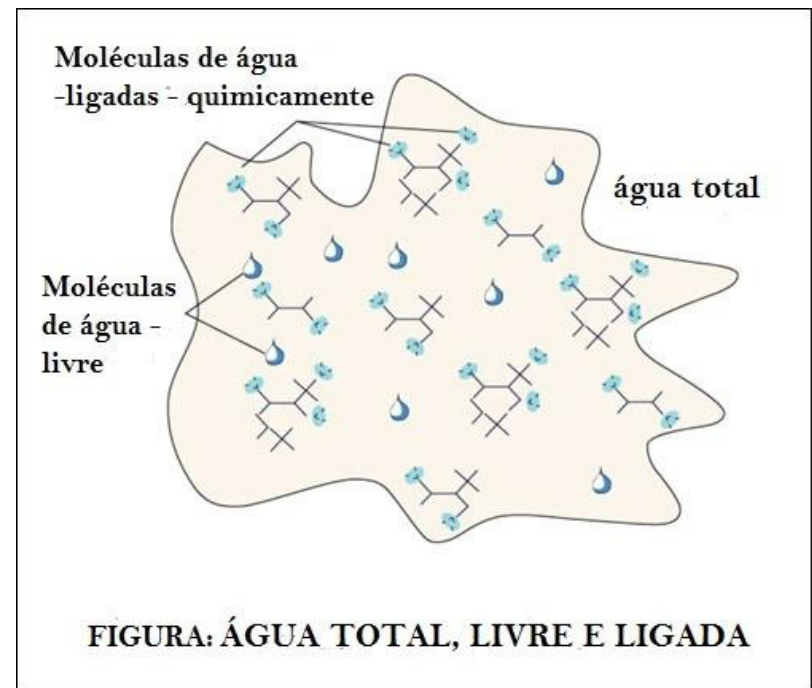 Moléculas de água
-ligadas - quimicamente
água total
Moléculas
de água -
livre
FIGURA: ÁGUA TOTAL, LIVRE E LIGADA